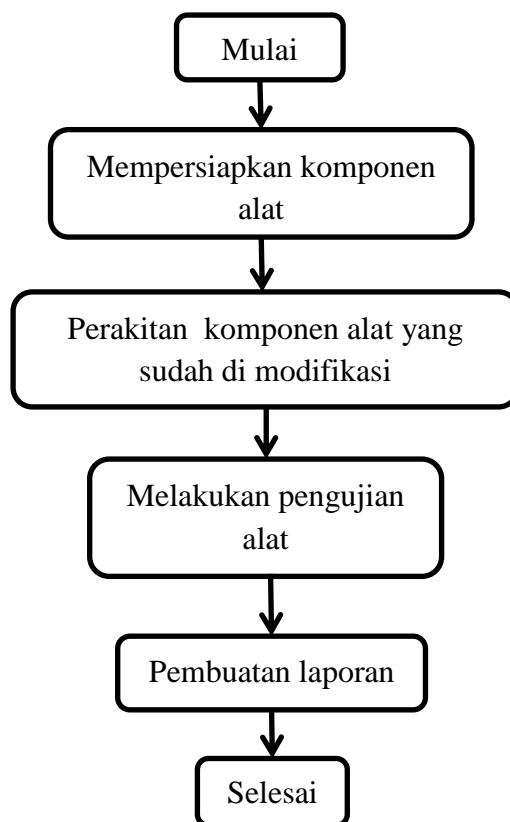 Mulai
Mempersiapkan komponen
alat
Perakitan komponen alat yang
sudah di modifikasi
Melakukan pengujian
alat
Pembuatan laporan
Selesai